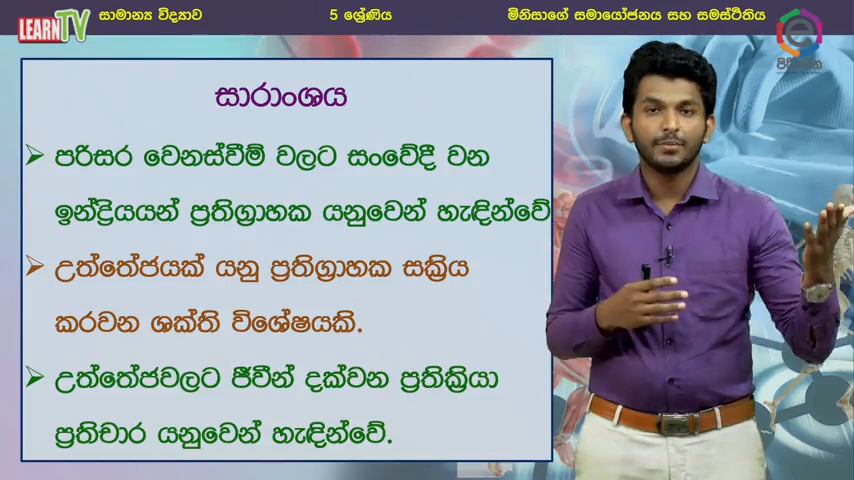 LEARN TV
සාමාන්‍ය විද්‍යාව
5 ශ්‍රේණිය
මිනිසාගේ සමායෝජනය සහ සමස්ථිතිය
සාරාංශය
➢ පරිසර වෙනස්වීම් වලට සංවේදී වන
ඉන්ද්‍රියයන් ප්‍රතිග්‍රාහක යනුවෙන් හැඳින්වේ
➢ උත්තේජයක් යනු ප්‍රතිග්‍රාහක සක්‍රිය
කරවන ශක්ති විශේෂයකි.
➢ උත්තේජවලට ජීවීන් දක්වන ප්‍රතික්‍රියා
ප්‍රතිචාර යනුවෙන් හැඳින්වේ.